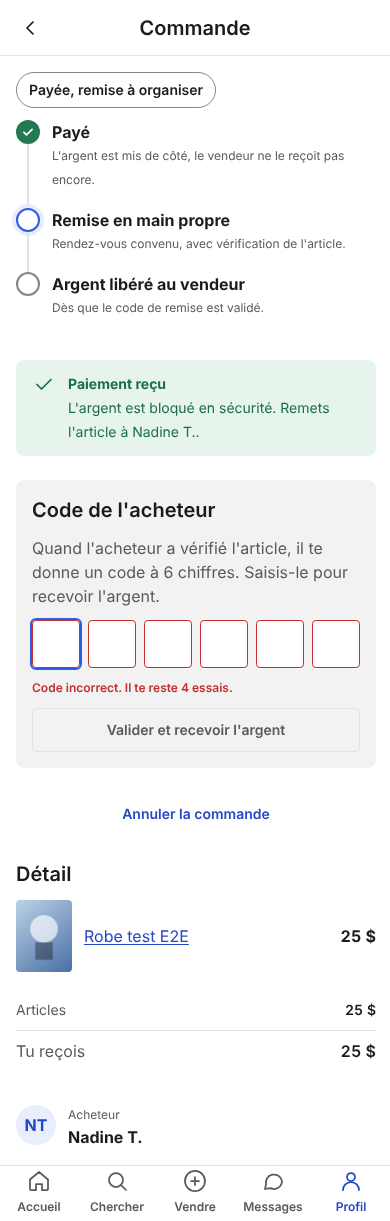 Commande
Payée, remise à organiser
Payé
L'argent est mis de côté, le vendeur ne le reçoit pas
encore.
Remise en main propre
Rendez-vous convenu, avec vérification de l'article.
Argent libéré au vendeur
Dès que le code de remise est validé.
Paiement reçu
L'argent est bloqué en sécurité. Remets
l'article à Nadine T..
Code de l'acheteur
Quand l'acheteur a vérifié l'article, il te
donne un code à 6 chiffres. Saisis-le pour
recevoir l'argent.
Code incorrect. Il te reste 4 essais.
Valider et recevoir l'argent
Annuler la commande
Détail
Robe test E2E 25 $
Articles 25 $
Tu reçois 25 $
NT
Acheteur
Nadine T.
Accueil Chercher Vendre Messages Profil